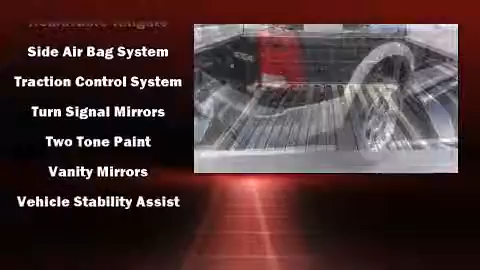 Side Air Bag System
Traction Control System
Turn Signal Mirrors
Two Tone Paint
Vanity Mirrors
Vehicle Stability Assist